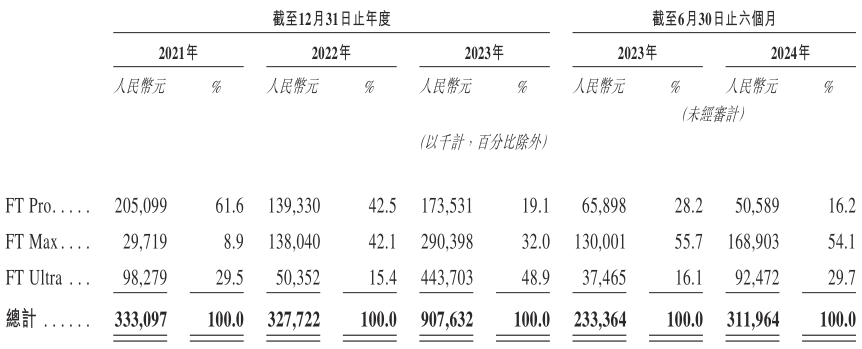 截至12月31日止年度 截至6月30日止六個月
2021年 2022年 2023年 2023年 2024年
人民幣元 % 人民幣元 % 人民幣元 % 人民幣元 % 人民幣元 %
(未經審計)
(以千計，百分比除外)
FT Pro..... 205,099 61.6 139,330 42.5 173,531 19.1 65,898 28.2 50,589 16.2
FT Max.... 29,719 8.9 138,040 42.1 290,398 32.0 130,001 55.7 168,903 54.1
FT Ultra ... 98,279 29.5 50,352 15.4 443,703 48.9 37,465 16.1 92,472 29.7
總計 ...... 333,097 100.0 327,722 100.0 907,632 100.0 233,364 100.0 311,964 100.0